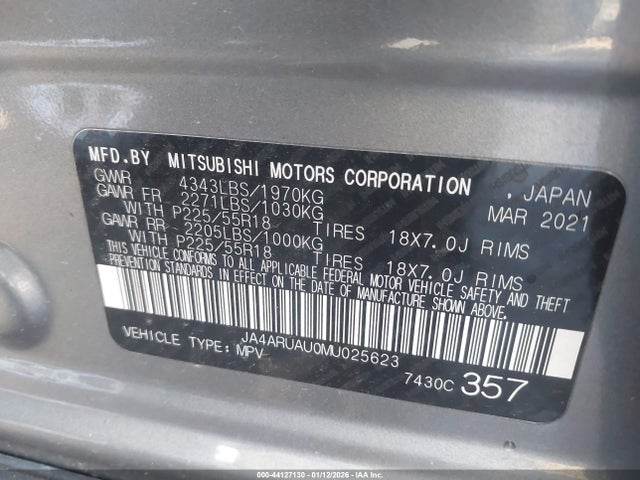 MFD.BY MITSUBISHI MOTORS CORPORATION , JAPAN
GVWR 4343LBS/1970KG MAR 2021
GAWR FR 2271LBS/1030KG
WITH P225/55R18 TIRES 18X7.0J RIMS
GAWR RR 2205LBS/1000KG
WITH P225/55R18 TIRES 18X7.0J RIMS
THIS VEHICLE CONFORMS TO ALL APPLICABLE FEDERAL MOTOR VEHICLE SAFETY AND THEFT
PREVENTION STANDARDS IN EFFECT ON THE DATE OF MANUFACTURE SHOWN ABOVE.
JA4ARUAU0MU025623
VEHICLE TYPE: MPV 7430C 357
000-44127130 - 01/12/2026 - IAAI.CA